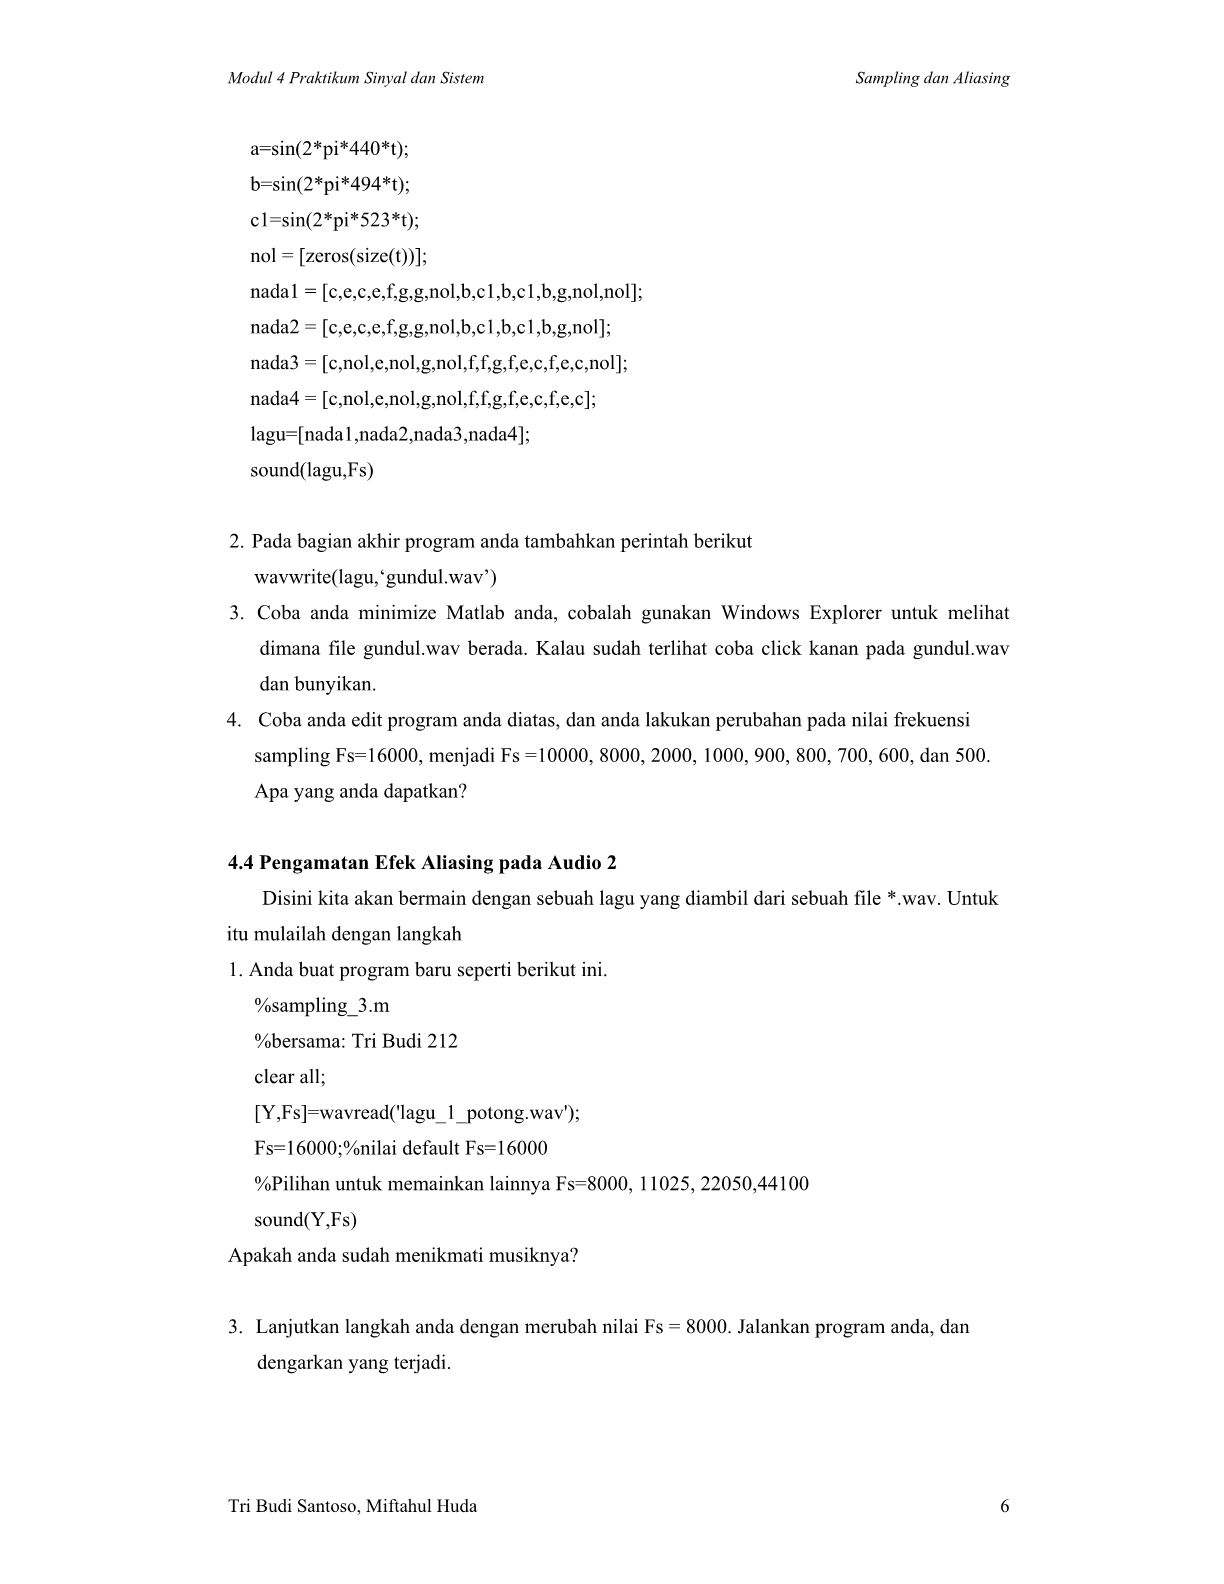 Modul 4 Praktikum Sinyal dan Sistem Sampling dan Aliasing
a=sin(2*pi*440*t);
b=sin(2*pi*494*t);
c1=sin(2*pi*523*t);
nol = [zeros(size(t))];
nada1 = [c,e,c,e,f,g,g,nol,b,c1,b,c1,b,g,nol,nol];
nada2 = [c,e,c,e,f,g,g,nol,b,c1,b,c1,b,g,nol];
nada3 = [c,nol,e,nol,g,nol,f,f,g,f,e,c,f,e,c,nol];
nada4 = [c,nol,e,nol,g,nol,f,f,g,f,e,c,f,e,c];
lagu=[nada1,nada2,nada3,nada4];
sound(lagu,Fs)
2. Pada bagian akhir program anda tambahkan perintah berikut
wavwrite(lagu,‘gundul.wav’)
3. Coba anda minimize Matlab anda, cobalah gunakan Windows Explorer untuk melihat
dimana file gundul.wav berada. Kalau sudah terlihat coba click kanan pada gundul.wav
dan bunyikan.
4. Coba anda edit program anda diatas, dan anda lakukan perubahan pada nilai frekuensi
sampling Fs=16000, menjadi Fs =10000, 8000, 2000, 1000, 900, 800, 700, 600, dan 500.
Apa yang anda dapatkan?
4.4 Pengamatan Efek Aliasing pada Audio 2
Disini kita akan bermain dengan sebuah lagu yang diambil dari sebuah file *.wav. Untuk
itu mulailah dengan langkah
1. Anda buat program baru seperti berikut ini.
%sampling_3.m
%bersama: Tri Budi 212
clear all;
[Y,Fs]=wavread('lagu_1_potong.wav');
Fs=16000;%nilai default Fs=16000
%Pilihan untuk memainkan lainnya Fs=8000, 11025, 22050,44100
sound(Y,Fs)
Apakah anda sudah menikmati musiknya?
3. Lanjutkan langkah anda dengan merubah nilai Fs = 8000. Jalankan program anda, dan
dengarkan yang terjadi.
Tri Budi Santoso, Miftahul Huda 6